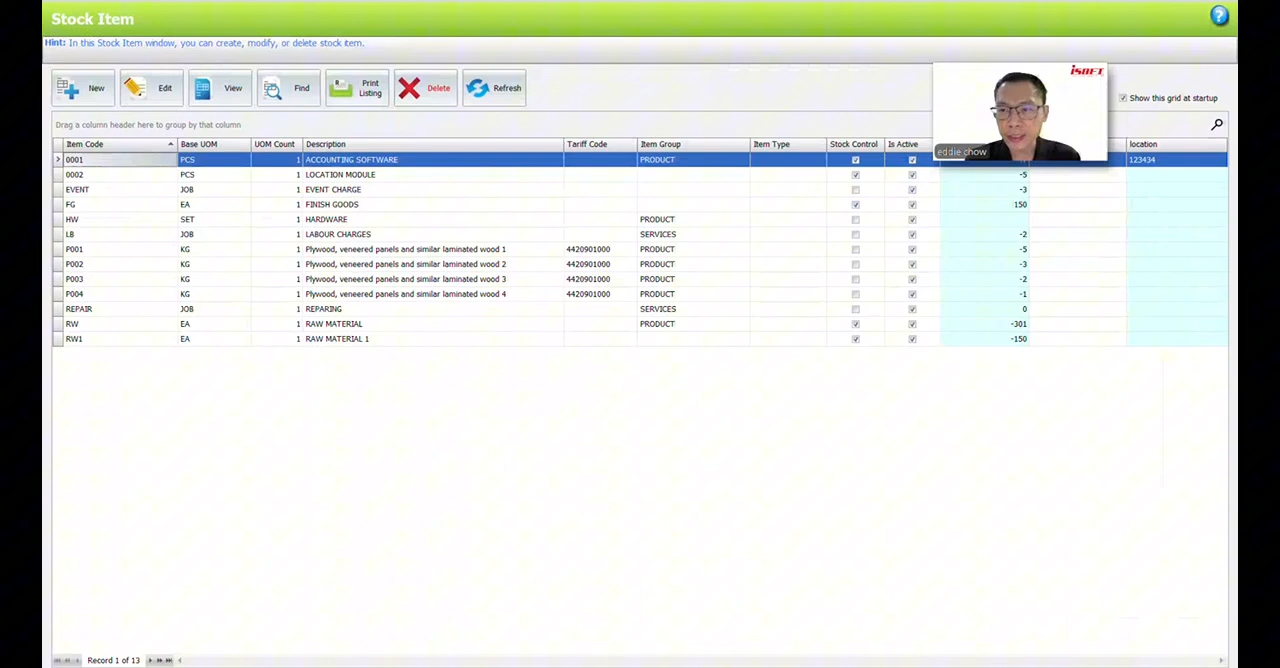 Stock Item
Hint: In this Stock Item window, you can create, modify, or delete stock item.
New Edit View Find Print Listing Delete Refresh
Show this grid at startup
Drag a column header here to group by that column
eddie chow
Item Code Base UOM UOM Count Description Tariff Code Item Group Item Type Stock Control Is Active location
0001 PCS 1 ACCOUNTING SOFTWARE PRODUCT 123434
0002 PCS 1 LOCATION MODULE -5
EVENT JOB 1 EVENT CHARGE -3
FG EA 1 FINISH GOODS 150
HW SET 1 HARDWARE PRODUCT
LB JOB 1 LABOUR CHARGES SERVICES -2
P001 KG 1 Plywood, veneered panels and similar laminated wood 1 4420901000 PRODUCT -5
P002 KG 1 Plywood, veneered panels and similar laminated wood 2 4420901000 PRODUCT -3
P003 KG 1 Plywood, veneered panels and similar laminated wood 3 4420901000 PRODUCT -2
P004 KG 1 Plywood, veneered panels and similar laminated wood 4 4420901000 PRODUCT -1
REPAIR JOB 1 REPARING SERVICES 0
RW EA 1 RAW MATERIAL PRODUCT -301
RW1 EA 1 RAW MATERIAL 1 -150
Record 1 of 13